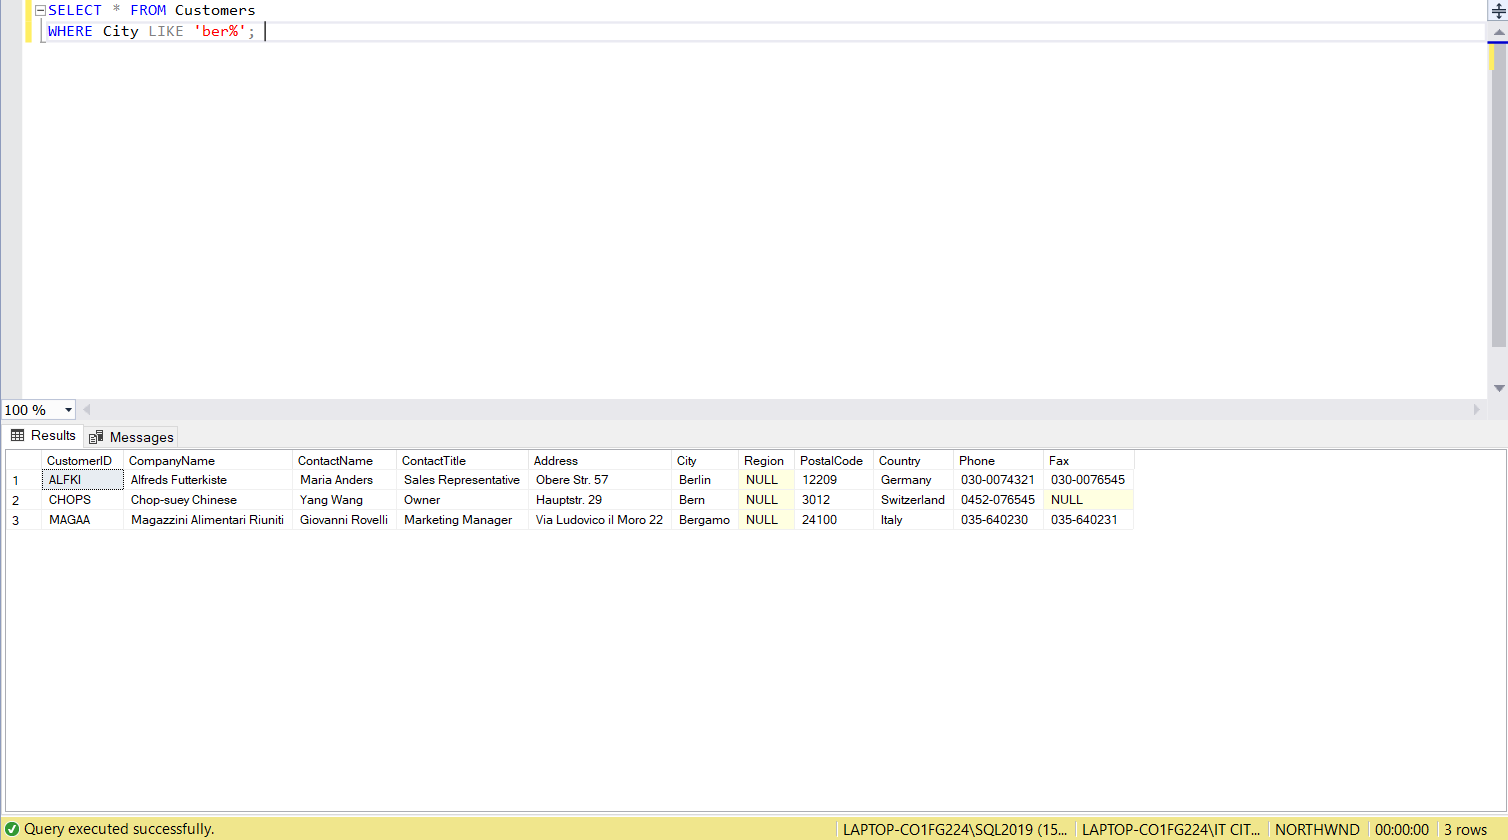 SELECT * FROM Customers
WHERE City LIKE 'ber%';
100 %
Results Messages
CustomerID CompanyName ContactName ContactTitle Address City Region PostalCode Country Phone Fax
1 ALFKI Alfreds Futterkiste Maria Anders Sales Representative Obere Str. 57 Berlin NULL 12209 Germany 030-0074321 030-0076545
2 CHOPS Chop-suey Chinese Yang Wang Owner Hauptstr. 29 Bern NULL 3012 Switzerland 0452-076545 NULL
3 MAGAA Magazzini Alimentari Riuniti Giovanni Rovelli Marketing Manager Via Ludovico il Moro 22 Bergamo NULL 24100 Italy 035-640230 035-640231
Query executed successfully. LAPTOP-CO1FG224\SQL2019 (15... LAPTOP-CO1FG224\IT CIT... NORTHWND 00:00:00 3 rows